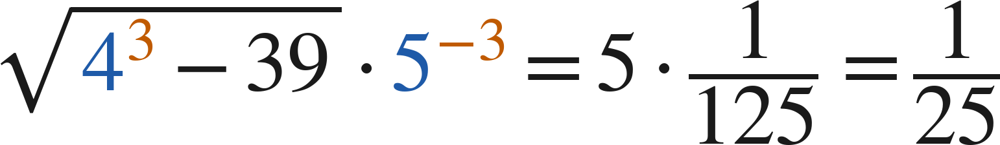 √(4³ − 39) · 5⁻³ = 5 · 1/125 = 1/25